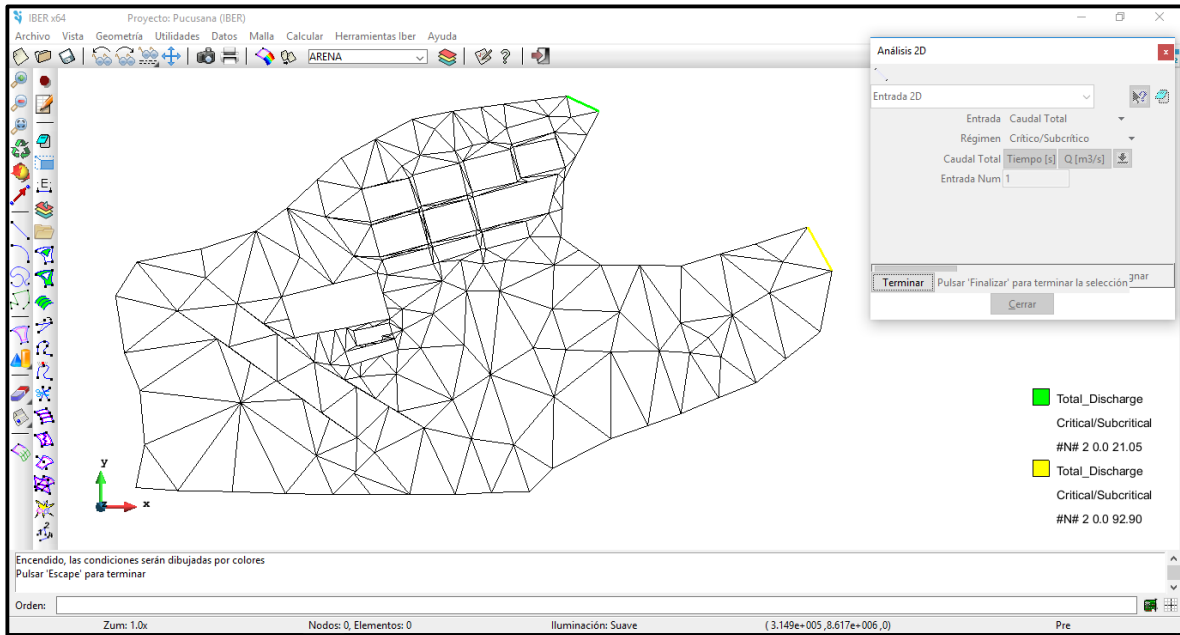 IBER x64 Proyecto: Pucusana (IBER)
Archivo Vista Geometría Utilidades Datos Malla Calcular Herramientas Iber Ayuda
ARENA
Análisis 2D
Entrada 2D
Entrada Caudal Total
Régimen Crítico/Subcrítico
Caudal Total Tiempo [s] Q [m3/s]
Entrada Num 1
Terminar Pulsar 'Finalizar' para terminar la selección gnar
Cerrar
Total_Discharge
Critical/Subcritical
#N# 2 0.0 21.05
Total_Discharge
Critical/Subcritical
#N# 2 0.0 92.90
y
x
Encendido, las condiciones serán dibujadas por colores
Pulsar 'Escape' para terminar
Orden:
Zum: 1.0x Nodos: 0, Elementos: 0 Iluminación: Suave ( 3.149e+005 ,8.617e+006 ,0) Pre